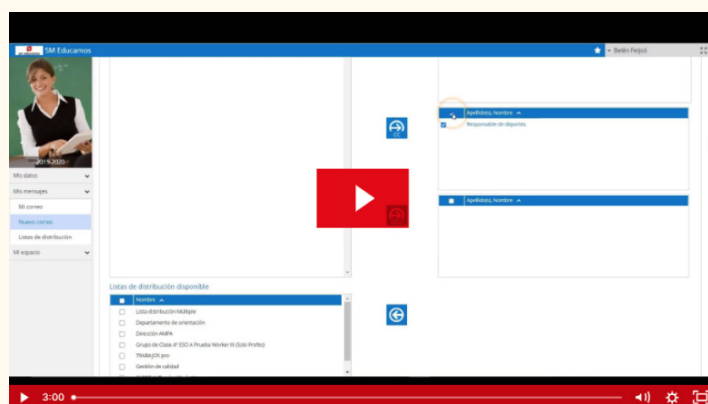 SM Educamos
Belén Feijoó
2019-2020
Mis datos
Mis mensajes
Mi correo
Nuevo correo
Listas de distribución
Mi espacio
Apellido(s), Nombre
Responsable de deportes
CC
Apellido(s), Nombre
Listas de distribución disponible
Nombre
Lista distribución Múltiple
Departamento de orientación
Dirección AMPA
Grupo de Clase 4º ESO A Prueba Worker III (Solo Profes)
TRABAJOS pro
Gestión de calidad
3:00